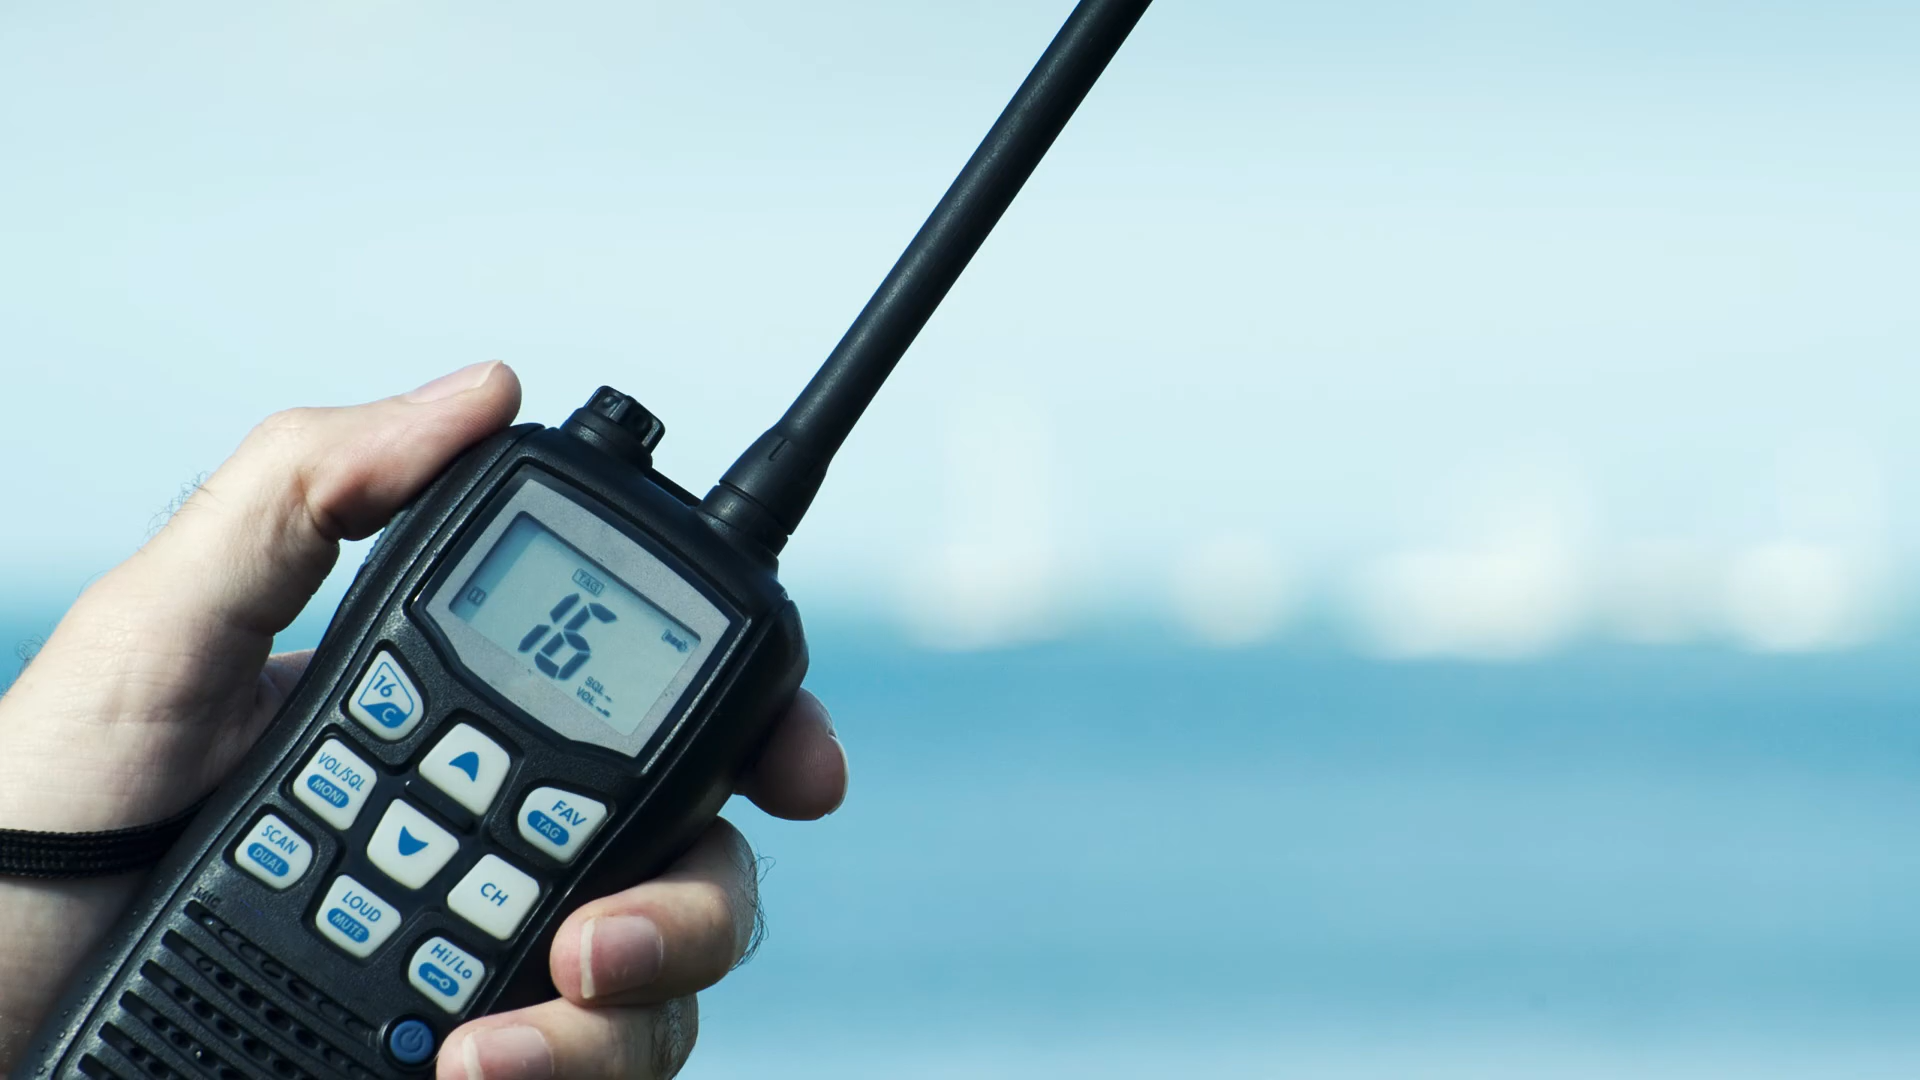 TAG
16
SQL
VOL
16
C
VOL/SQL
MONI
FAV
TAG
SCAN
DUAL
CH
LOUD
MUTE
Hi/Lo
MIC